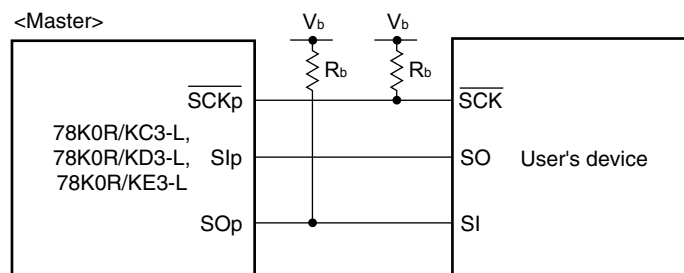 <Master>
Vb Vb
Rb Rb
SCKp SCK
78K0R/KC3-L,
78K0R/KD3-L, SIp SO User's device
78K0R/KE3-L
SOp SI